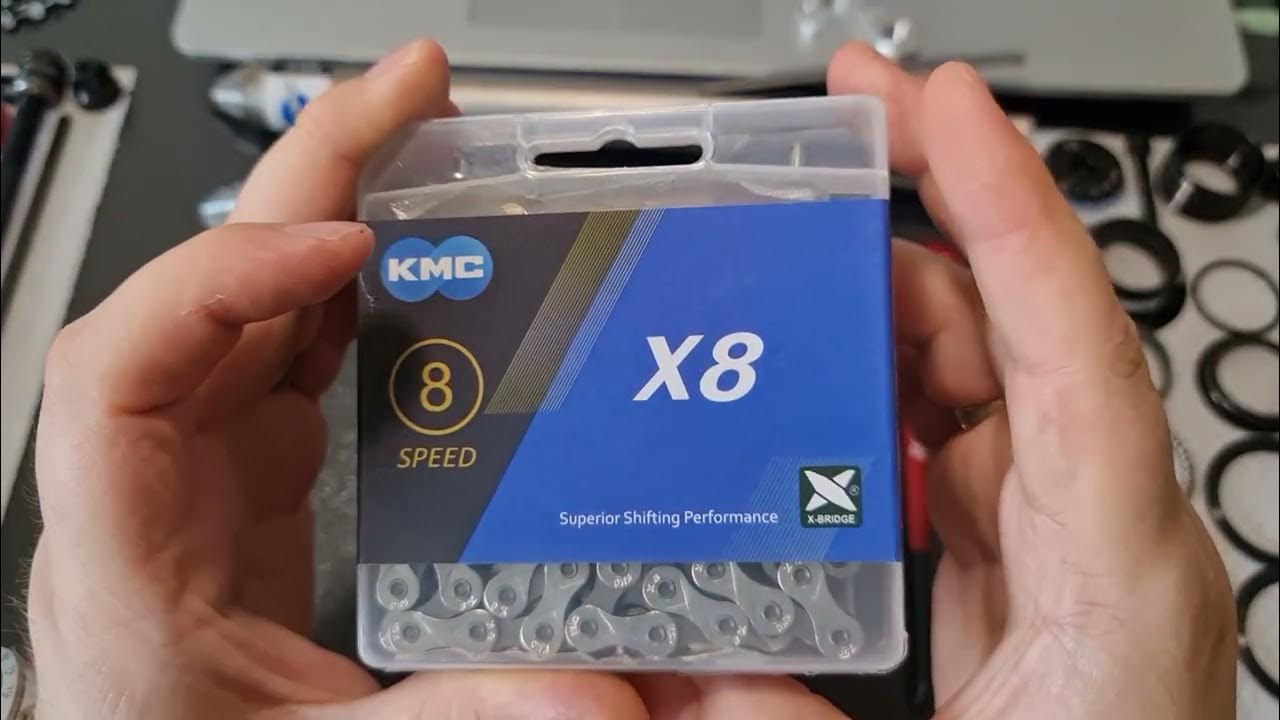 KMC
8
SPEED
X8
Superior Shifting Performance
X-BRIDGE